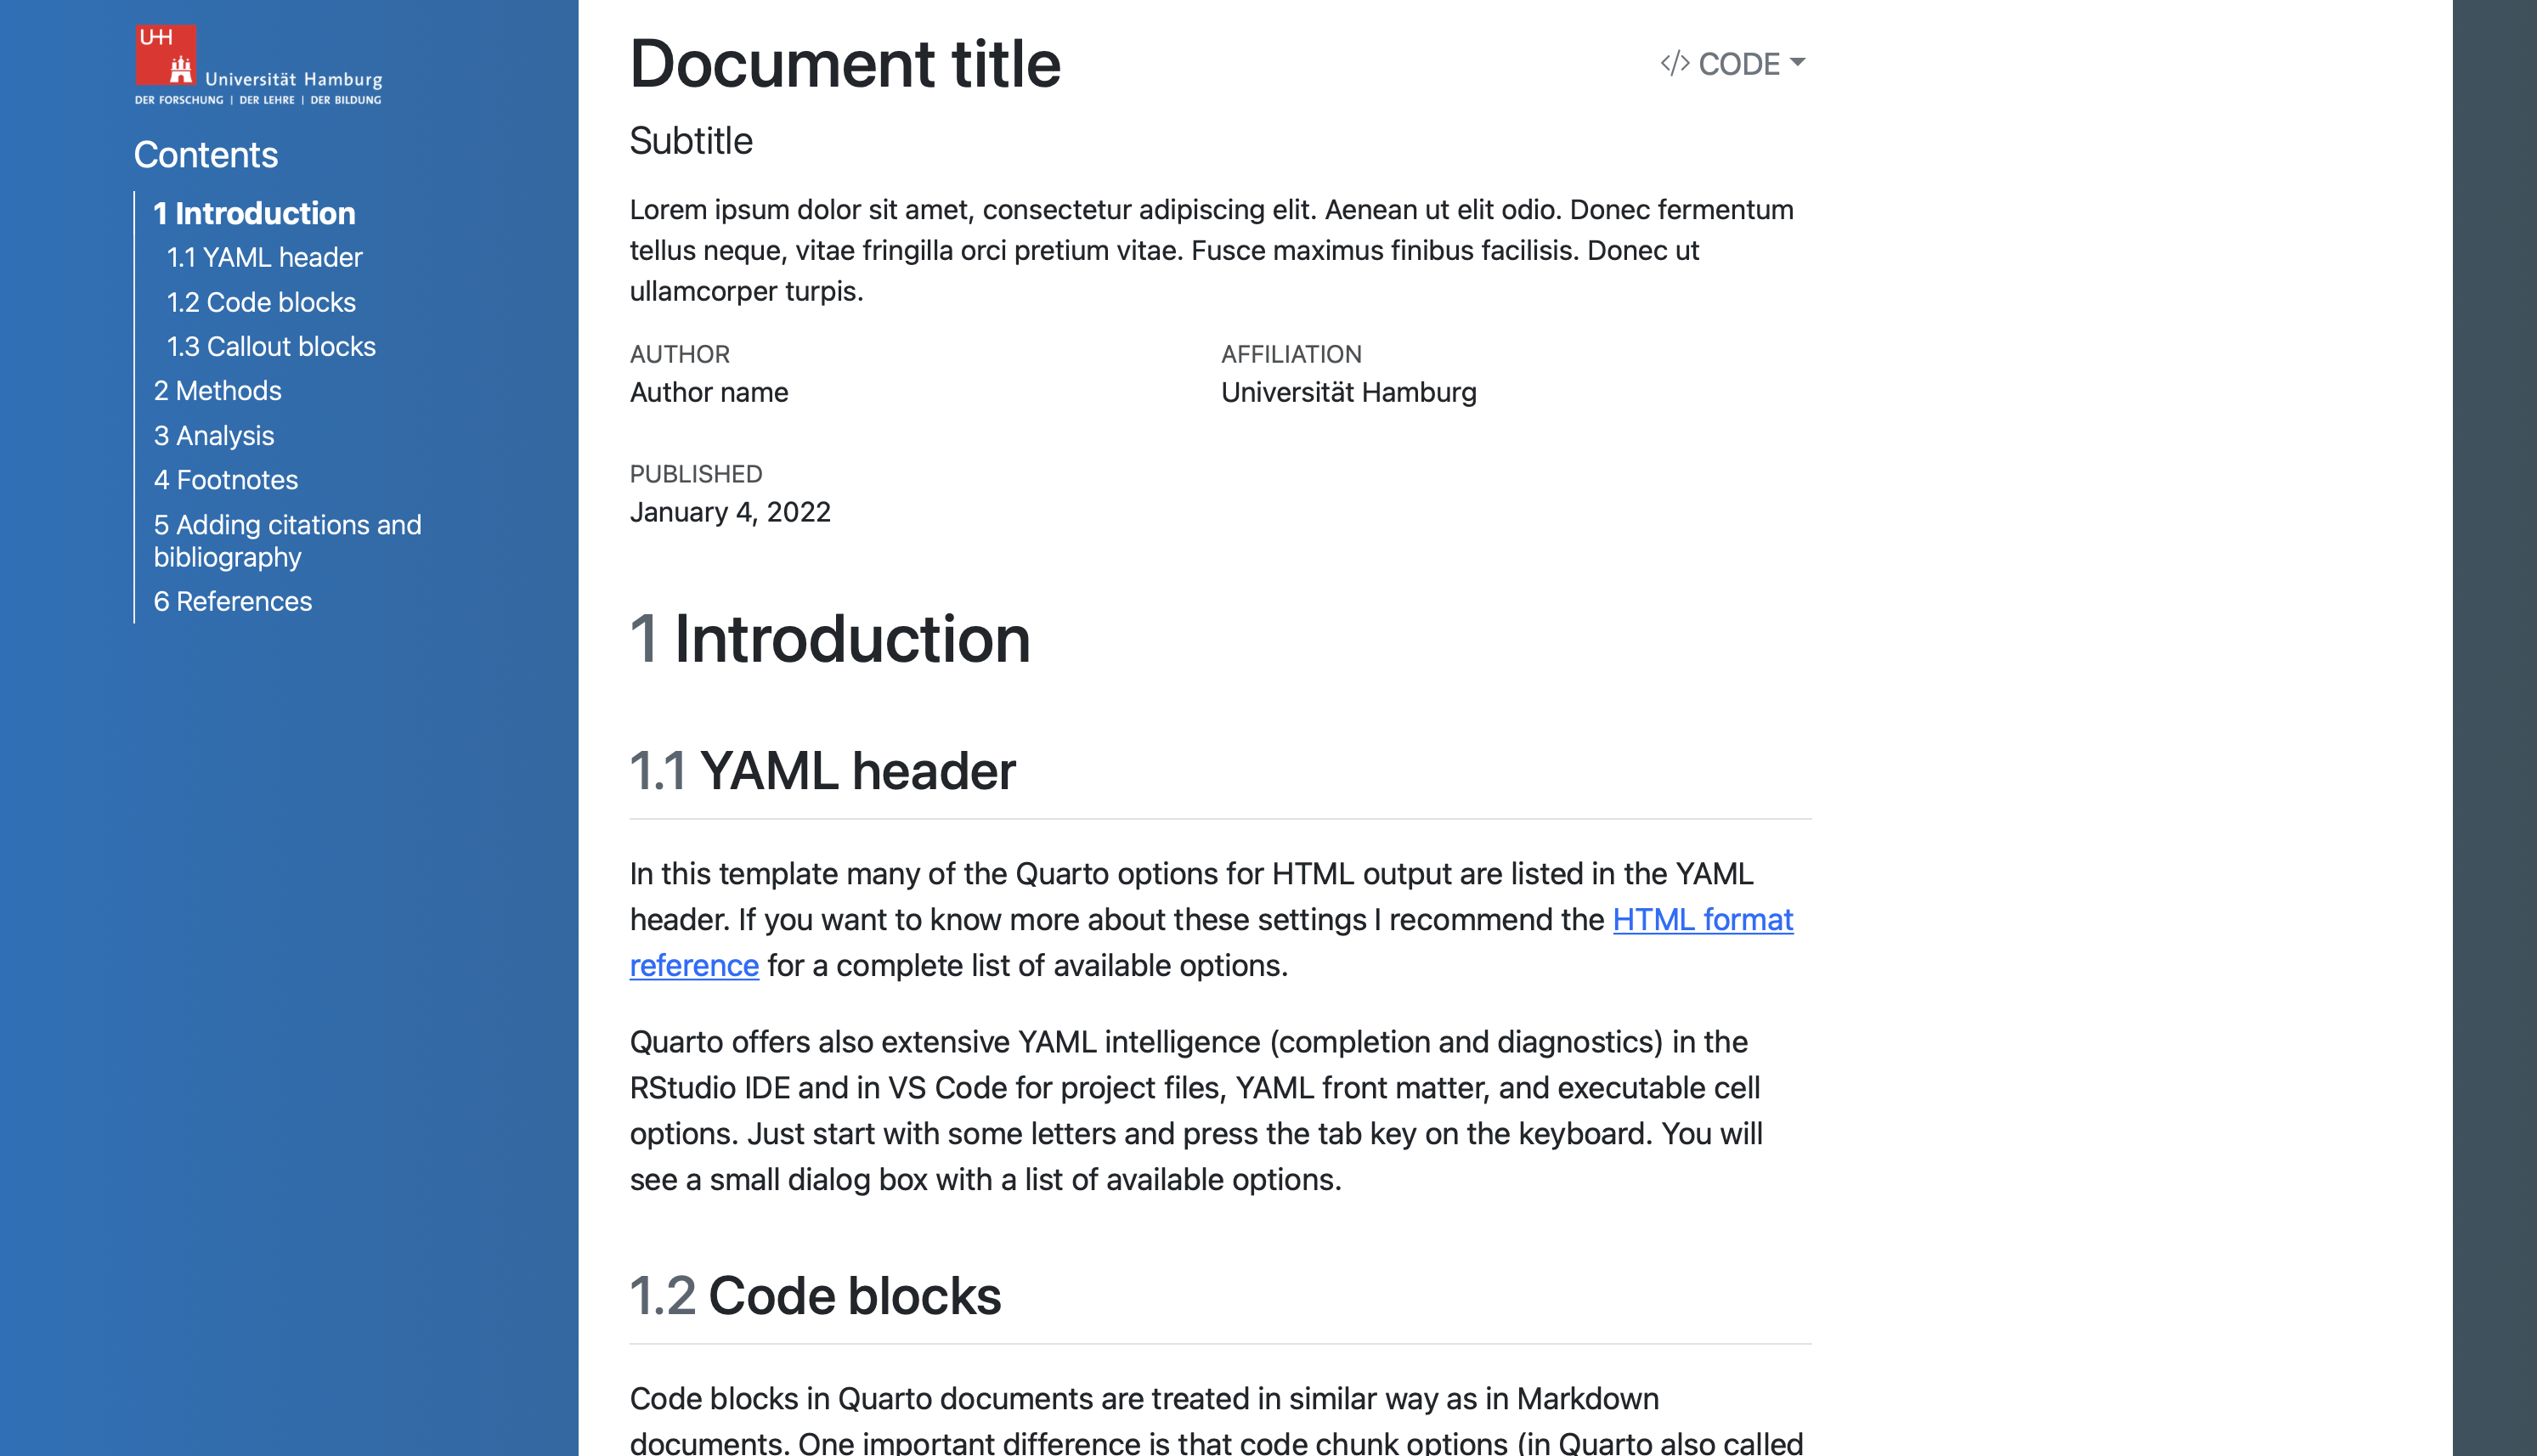 UHH
Universität Hamburg
DER FORSCHUNG | DER LEHRE | DER BILDUNG
Contents
1 Introduction
1.1 YAML header
1.2 Code blocks
1.3 Callout blocks
2 Methods
3 Analysis
4 Footnotes
5 Adding citations and
bibliography
6 References
Document title
</> CODE
Subtitle
Lorem ipsum dolor sit amet, consectetur adipiscing elit. Aenean ut elit odio. Donec fermentum
tellus neque, vitae fringilla orci pretium vitae. Fusce maximus finibus facilisis. Donec ut
ullamcorper turpis.
AUTHOR
Author name
AFFILIATION
Universität Hamburg
PUBLISHED
January 4, 2022
1 Introduction
1.1 YAML header
In this template many of the Quarto options for HTML output are listed in the YAML
header. If you want to know more about these settings I recommend the HTML format
reference for a complete list of available options.
Quarto offers also extensive YAML intelligence (completion and diagnostics) in the
RStudio IDE and in VS Code for project files, YAML front matter, and executable cell
options. Just start with some letters and press the tab key on the keyboard. You will
see a small dialog box with a list of available options.
1.2 Code blocks
Code blocks in Quarto documents are treated in similar way as in Markdown
documents. One important difference is that code chunk options (in Quarto also called